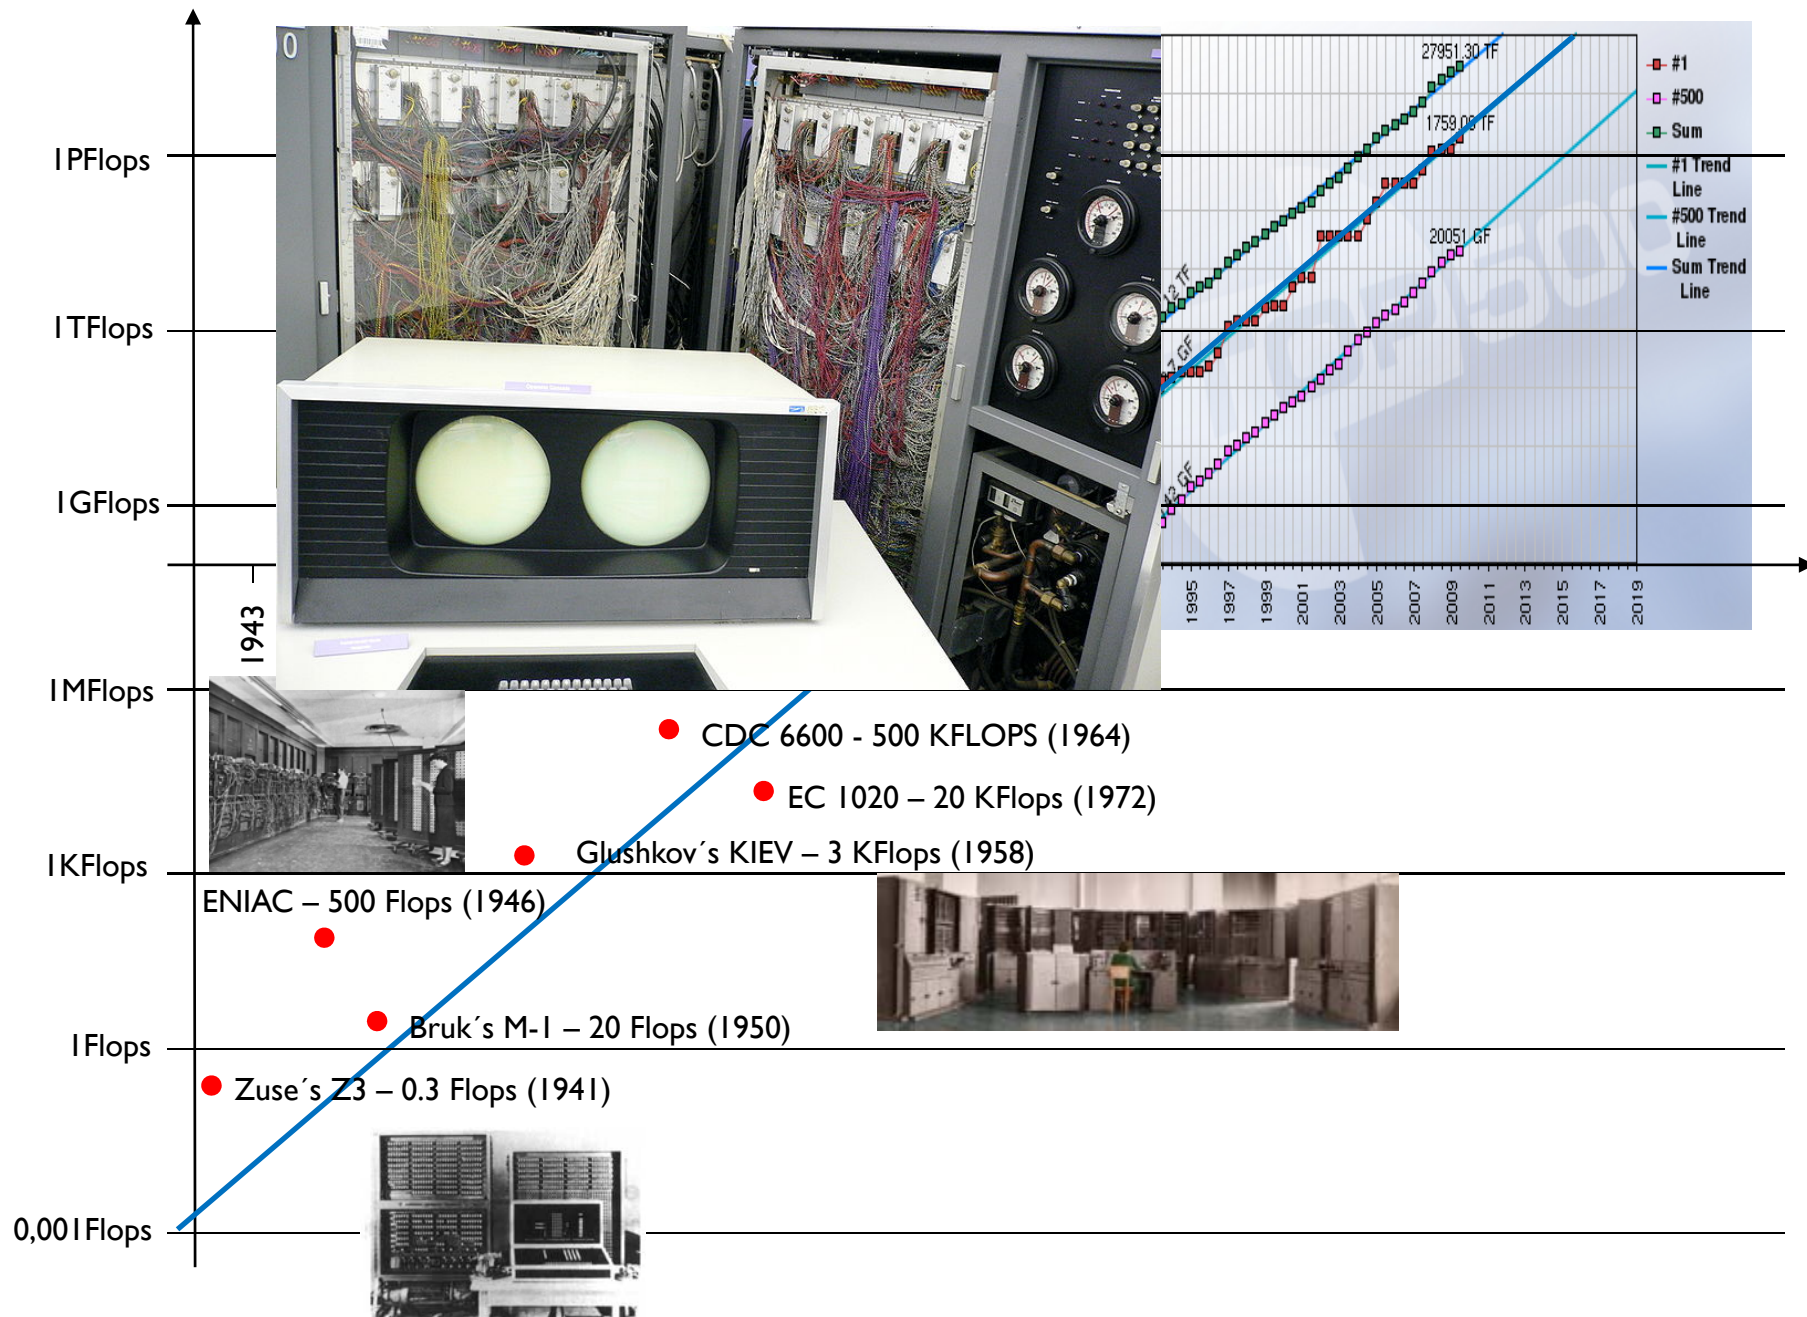 1PFlops
1TFlops
1GFlops
1943
1MFlops
1KFlops
1Flops
0,001Flops
27951.30 TF
1759.09 TF
20051 GF
#1
#500
Sum
#1 Trend
Line
#500 Trend
Line
Sum Trend
Line
1995
1997
1999
2001
2003
2005
2007
2009
2011
2013
2015
2017
2019
CDC 6600 - 500 KFLOPS (1964)
EC 1020 – 20 KFlops (1972)
Glushkov´s KIEV – 3 KFlops (1958)
ENIAC – 500 Flops (1946)
Bruk´s M-1 – 20 Flops (1950)
Zuse´s Z3 – 0.3 Flops (1941)